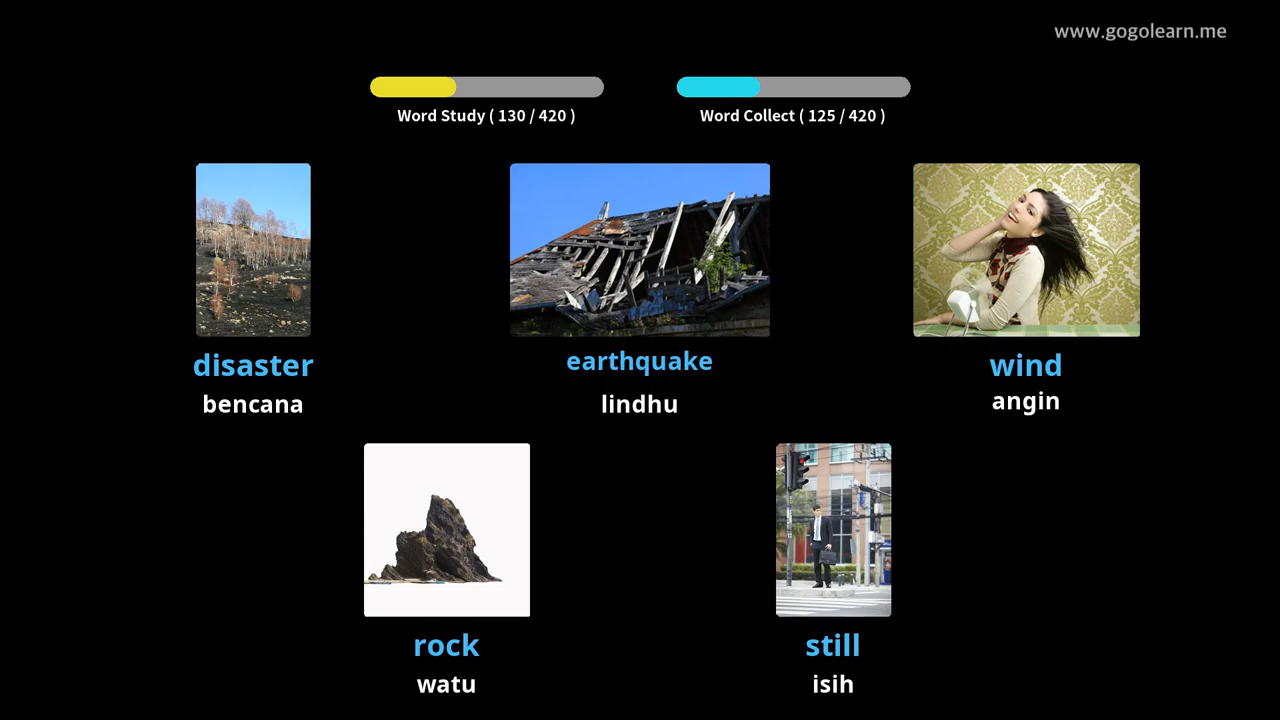 www.gogolearn.me
Word Study ( 130 / 420 )
Word Collect ( 125 / 420 )
disaster
bencana
earthquake
lindhu
wind
angin
rock
watu
still
isih